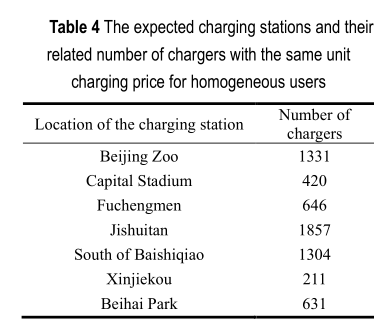 Table 4 The expected charging stations and their
related number of chargers with the same unit
charging price for homogeneous users
Location of the charging station Number of
chargers
Beijing Zoo 1331
Capital Stadium 420
Fuchengmen 646
Jishuitan 1857
South of Baishiqiao 1304
Xinjiekou 211
Beihai Park 631